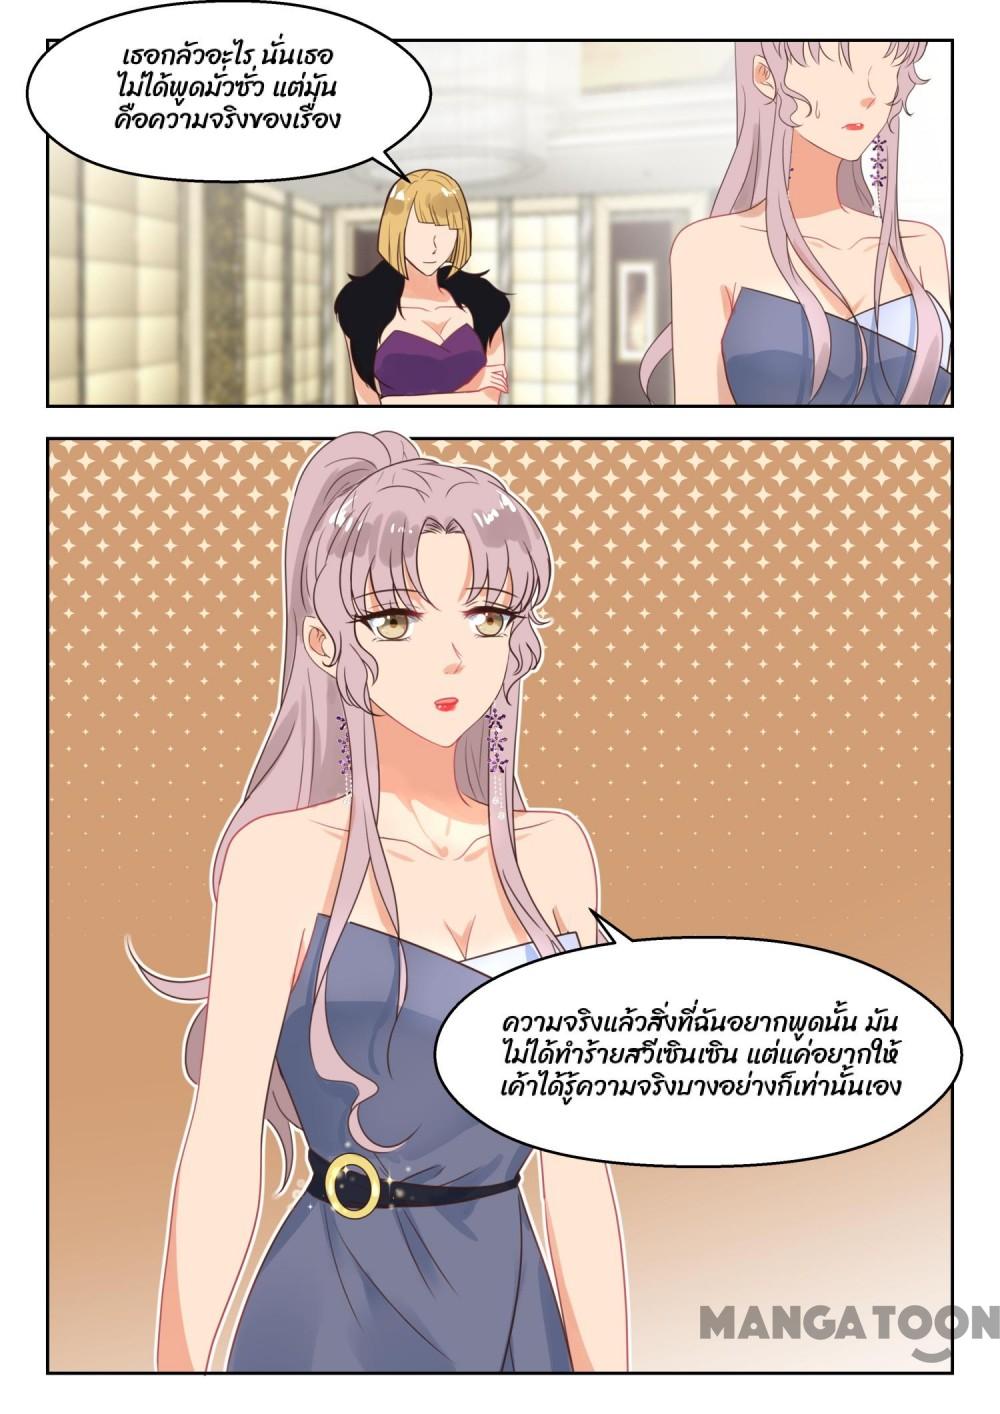 เธอกลัวอะไร นั่นเธอ
ไม่ได้พูดมั่วซั่ว แต่มัน
คือความจริงของเรื่อง
ความจริงแล้วสิ่งที่ฉันอยากพูดนั้น มัน
ไม่ได้ทำร้ายสวีเซินเซิน แต่แค่อยากให้
เค้าได้รู้ความจริงบางอย่างก็เท่านั้นเอง
MANGATOON